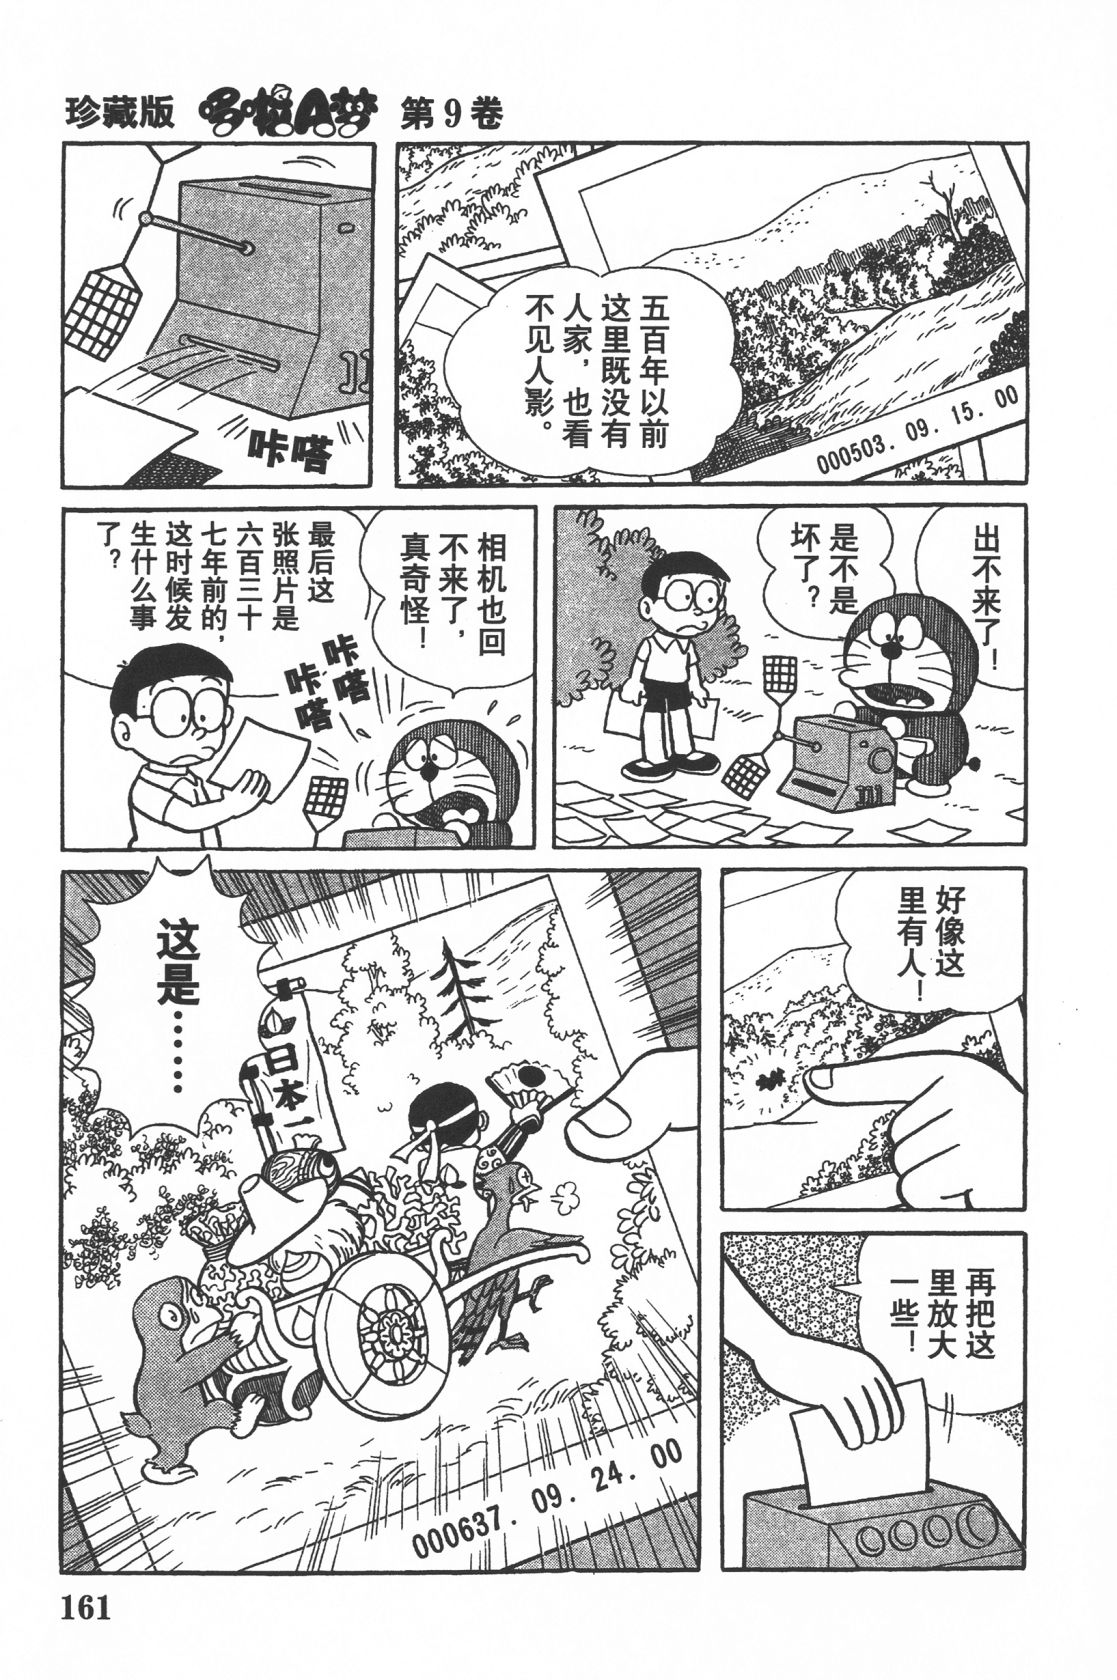 珍藏版 哆啦A梦 第9卷
咔嗒
五百年以前
这里既没有
人家，也看
不见人影。
000503. 09. 15. 00
出不来了！
是不是
坏了？
相机也回
不来了，
真奇怪！
咔嗒
咔嗒
最后这
张照片是
六百三十
七年前的，
这时候发
生什么事
了？
好像这
里有人！
再把这
里放大
一些！
这是……
日本一
000637. 09. 24. 00
161